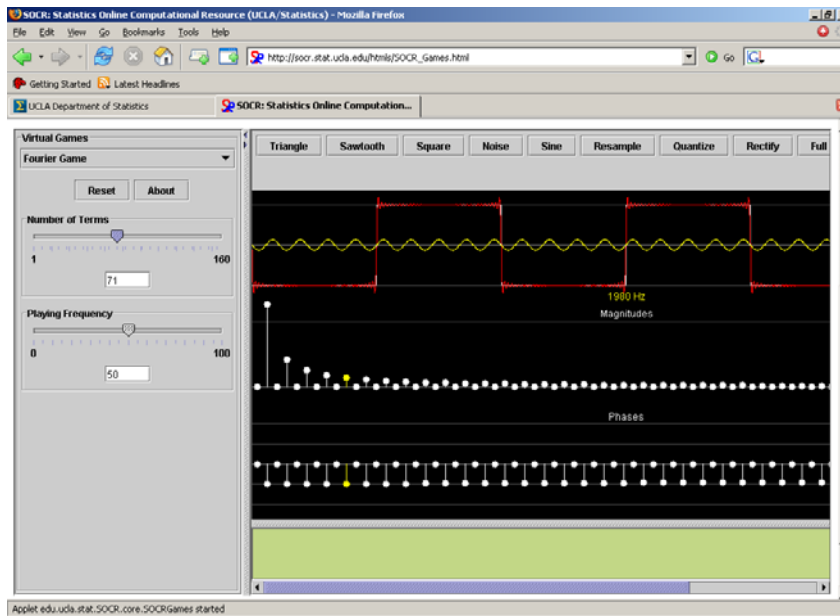 SOCR: Statistics Online Computational Resource (UCLA/Statistics) - Mozilla Firefox
File Edit View Go Bookmarks Tools Help
http://socr.stat.ucla.edu/htmls/SOCR_Games.html Go G
Getting Started Latest Headlines
UCLA Department of Statistics SOCR: Statistics Online Computation...
Virtual Games
Fourier Game
Reset About
Number of Terms
1 160
71
Playing Frequency
0 100
50
Triangle Sawtooth Square Noise Sine Resample Quantize Rectify Full
1980 Hz
Magnitudes
Phases
Applet edu.ucla.stat.SOCR.core.SOCRGames started